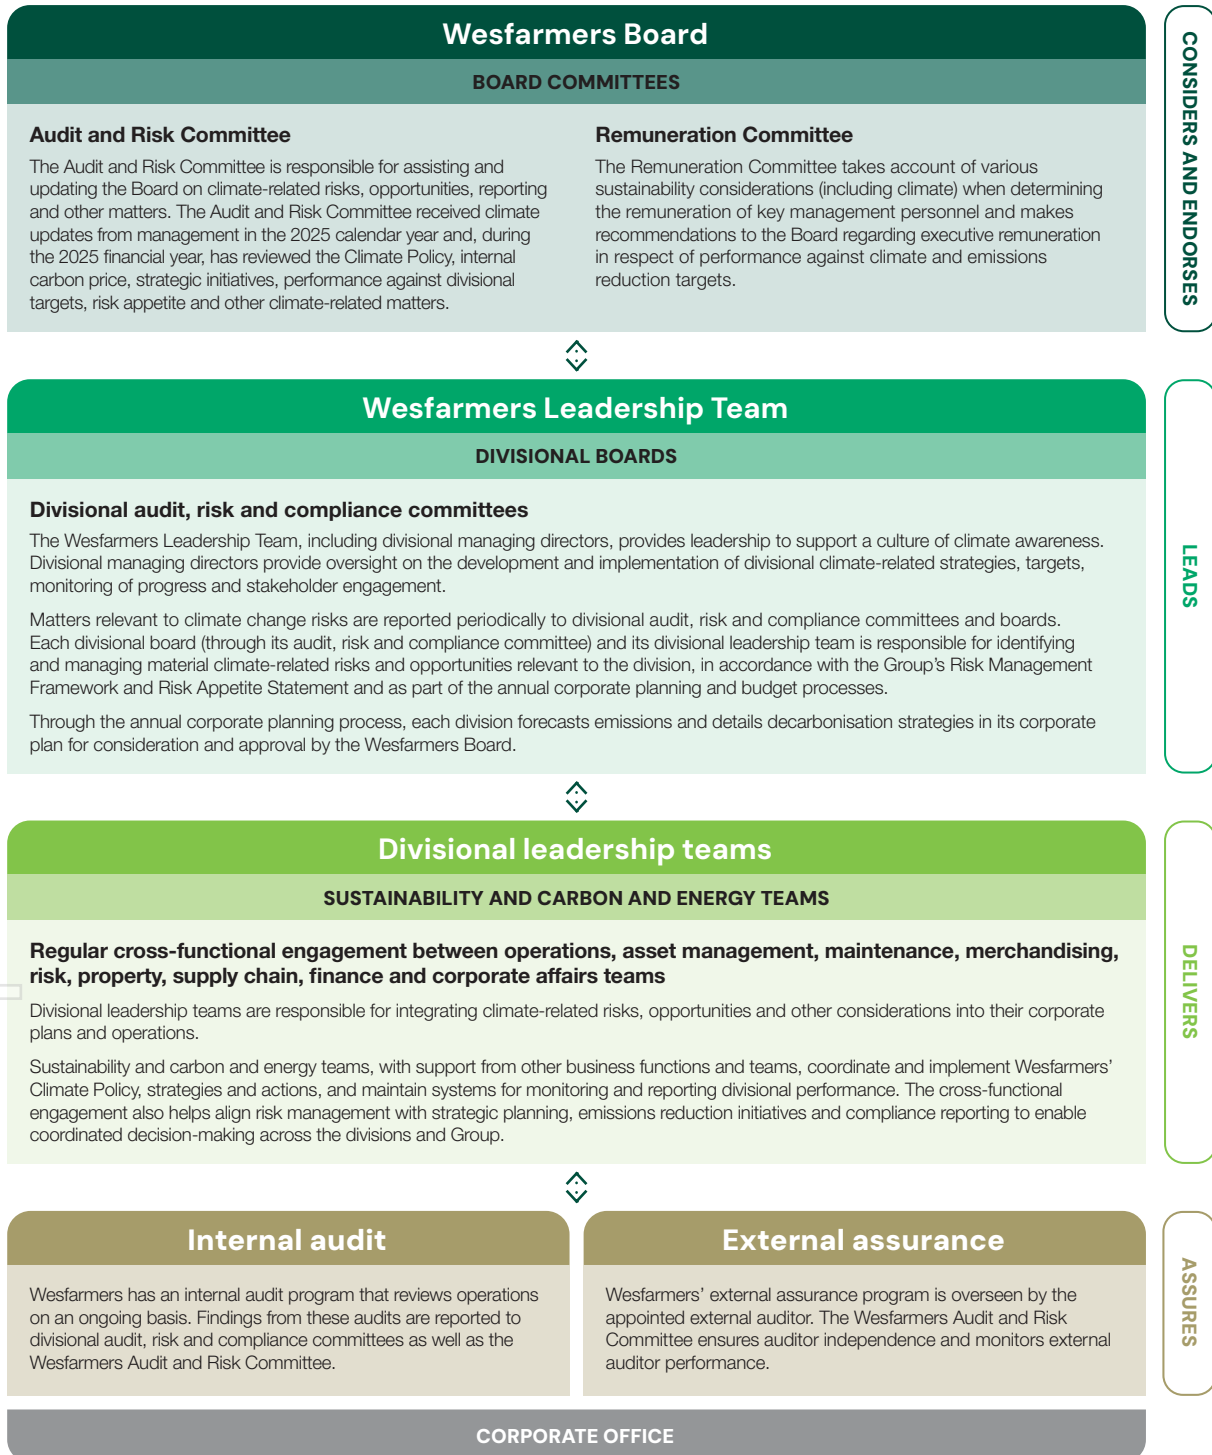 Wesfarmers Board
BOARD COMMITTEES
Audit and Risk Committee
The Audit and Risk Committee is responsible for assisting and
updating the Board on climate-related risks, opportunities, reporting
and other matters. The Audit and Risk Committee received climate
updates from management in the 2025 calendar year and, during
the 2025 financial year, has reviewed the Climate Policy, internal
carbon price, strategic initiatives, performance against divisional
targets, risk appetite and other climate-related matters.
Remuneration Committee
The Remuneration Committee takes account of various
sustainability considerations (including climate) when determining
the remuneration of key management personnel and makes
recommendations to the Board regarding executive remuneration
in respect of performance against climate and emissions
reduction targets.
CONSIDERS AND ENDORSES
Wesfarmers Leadership Team
DIVISIONAL BOARDS
Divisional audit, risk and compliance committees
The Wesfarmers Leadership Team, including divisional managing directors, provides leadership to support a culture of climate awareness.
Divisional managing directors provide oversight on the development and implementation of divisional climate-related strategies, targets,
monitoring of progress and stakeholder engagement.
Matters relevant to climate change risks are reported periodically to divisional audit, risk and compliance committees and boards.
Each divisional board (through its audit, risk and compliance committee) and its divisional leadership team is responsible for identifying
and managing material climate-related risks and opportunities relevant to the division, in accordance with the Group's Risk Management
Framework and Risk Appetite Statement and as part of the annual corporate planning and budget processes.
Through the annual corporate planning process, each division forecasts emissions and details decarbonisation strategies in its corporate
plan for consideration and approval by the Wesfarmers Board.
LEADS
Divisional leadership teams
SUSTAINABILITY AND CARBON AND ENERGY TEAMS
Regular cross-functional engagement between operations, asset management, maintenance, merchandising,
risk, property, supply chain, finance and corporate affairs teams
Divisional leadership teams are responsible for integrating climate-related risks, opportunities and other considerations into their corporate
plans and operations.
Sustainability and carbon and energy teams, with support from other business functions and teams, coordinate and implement Wesfarmers'
Climate Policy, strategies and actions, and maintain systems for monitoring and reporting divisional performance. The cross-functional
engagement also helps align risk management with strategic planning, emissions reduction initiatives and compliance reporting to enable
coordinated decision-making across the divisions and Group.
DELIVERS
Internal audit
Wesfarmers has an internal audit program that reviews operations
on an ongoing basis. Findings from these audits are reported to
divisional audit, risk and compliance committees as well as the
Wesfarmers Audit and Risk Committee.
External assurance
Wesfarmers' external assurance program is overseen by the
appointed external auditor. The Wesfarmers Audit and Risk
Committee ensures auditor independence and monitors external
auditor performance.
ASSURES
CORPORATE OFFICE